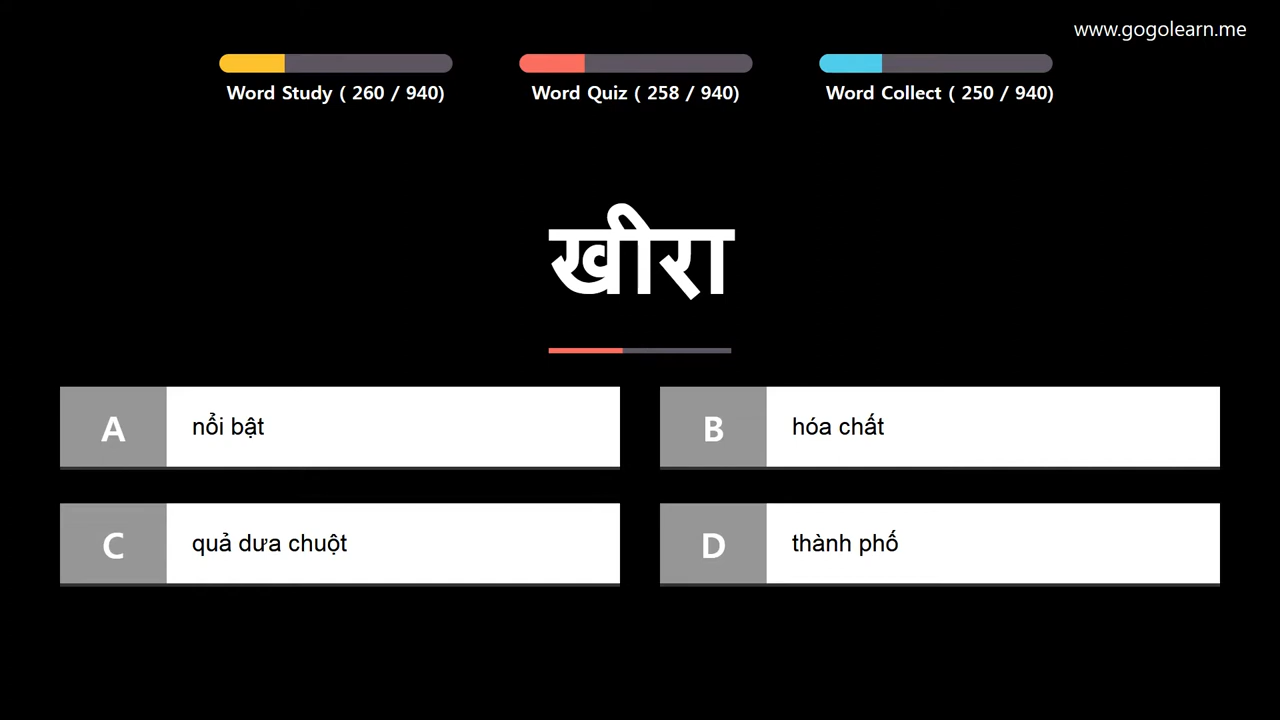 www.gogolearn.me
Word Study ( 260 / 940)
Word Quiz ( 258 / 940)
Word Collect ( 250 / 940)
खीरा
A nổi bật
B hóa chất
C quả dưa chuột
D thành phố